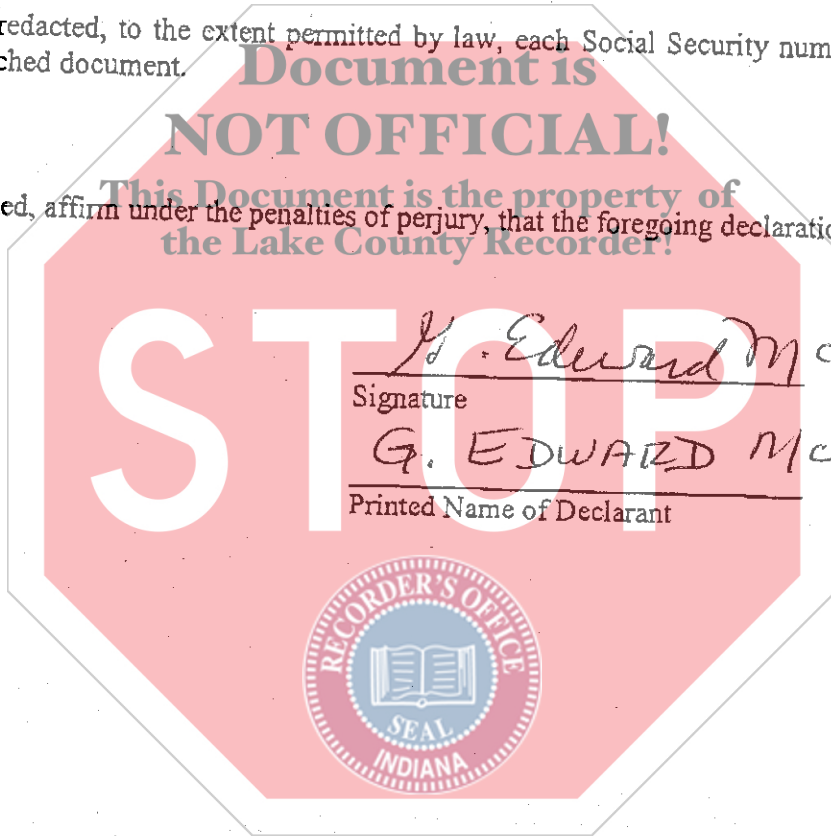 redacted, to the extent permitted by law, each Social Security num
ched document.
Document is
NOT OFFICIAL!
This Document is the property of
ed, affirm under the penalties of perjury, that the foregoing declaratio
the Lake County Recorder!
STOP
G. Edward Mc
Signature
G. EDWARD Mc
Printed Name of Declarant
RECORDER'S OFFICE
SEAL
INDIANA